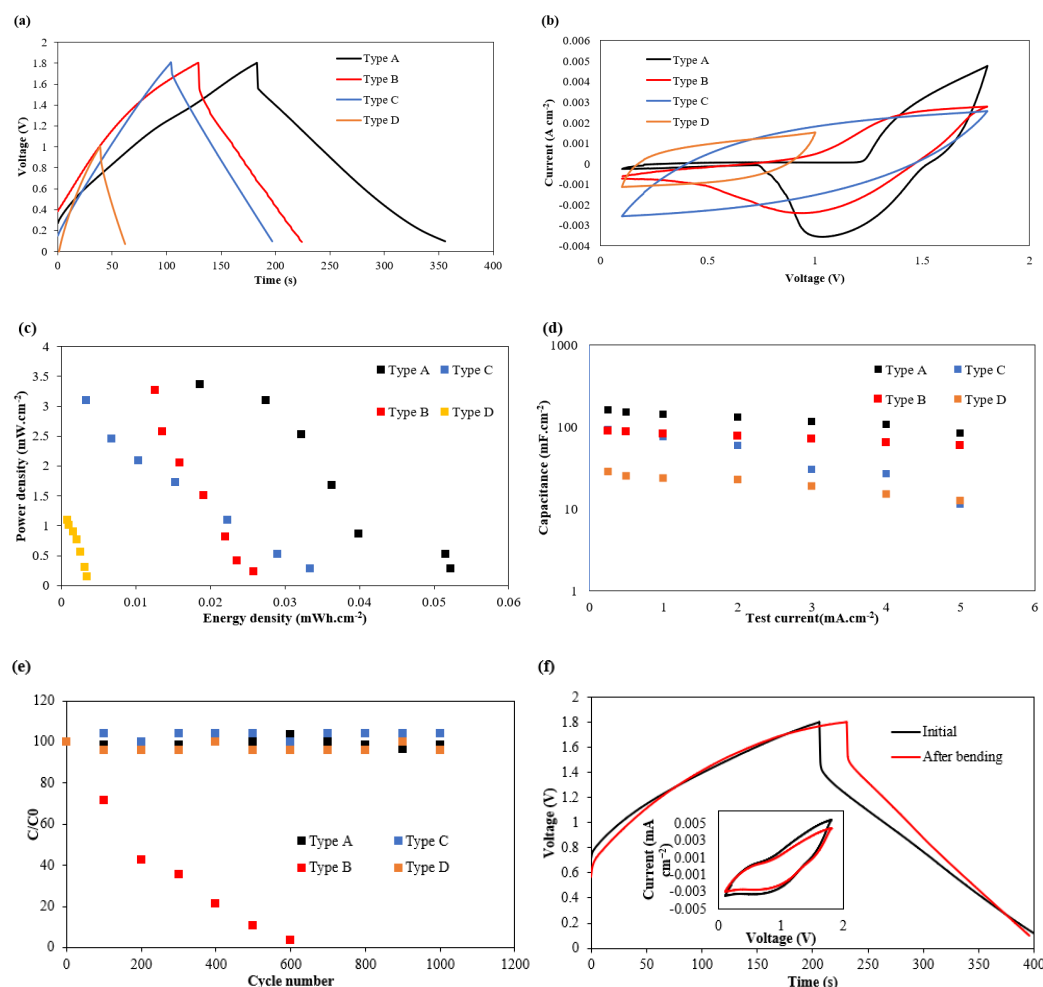 (a)
Voltage (V)
2
1.8
1.6
1.4
1.2
1
0.8
0.6
0.4
0.2
0
0 50 100 150 200 250 300 350 400
Time (s)
Type A
Type B
Type C
Type D
(b)
Current (A cm⁻²)
0.006
0.005
0.004
0.003
0.002
0.001
0
-0.001
-0.002
-0.003
-0.004
0 0.5 1 1.5 2
Voltage (V)
Type A
Type B
Type C
Type D
(c)
Power density (mW.cm⁻²)
4
3.5
3
2.5
2
1.5
1
0.5
0
0 0.01 0.02 0.03 0.04 0.05 0.06
Energy density (mWh.cm⁻²)
Type A Type C
Type B Type D
(d)
Capacitance (mF.cm⁻²)
1000
100
10
1
0 1 2 3 4 5 6
Test current(mA.cm⁻²)
Type A Type C
Type B Type D
(e)
C/C0
120
100
80
60
40
20
0
0 200 400 600 800 1000 1200
Cycle number
Type A Type C
Type B Type D
(f)
Voltage (V)
2
1.8
1.6
1.4
1.2
1
0.8
0.6
0.4
0.2
0
0 50 100 150 200 250 300 350 400
Time (s)
Initial
After bending
Current (mA
cm⁻²)
0.005
0.003
0.001
-0.001
-0.003
-0.005
0 1 2
Voltage (V)